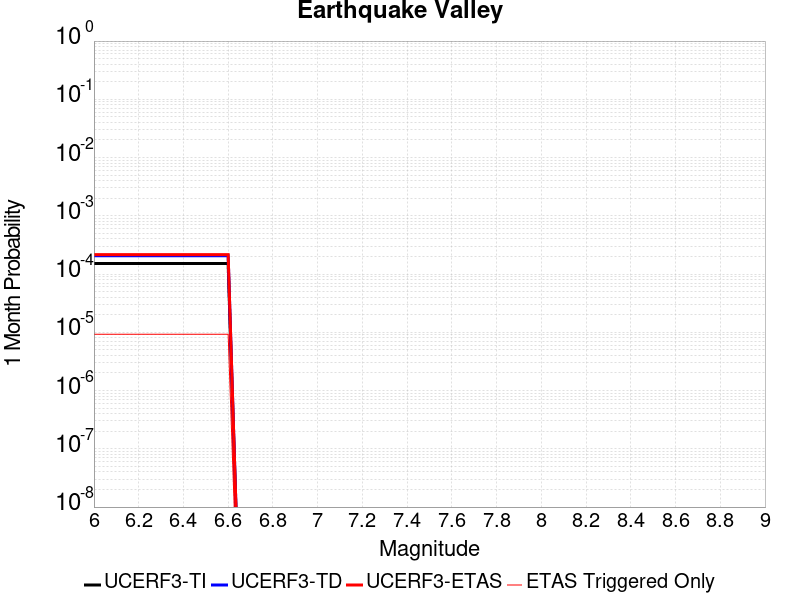 Earthquake Valley
1 Month Probability
10^0
10^-1
10^-2
10^-3
10^-4
10^-5
10^-6
10^-7
10^-8
6 6.2 6.4 6.6 6.8 7 7.2 7.4 7.6 7.8 8 8.2 8.4 8.6 8.8 9
Magnitude
UCERF3-TI UCERF3-TD UCERF3-ETAS ETAS Triggered Only